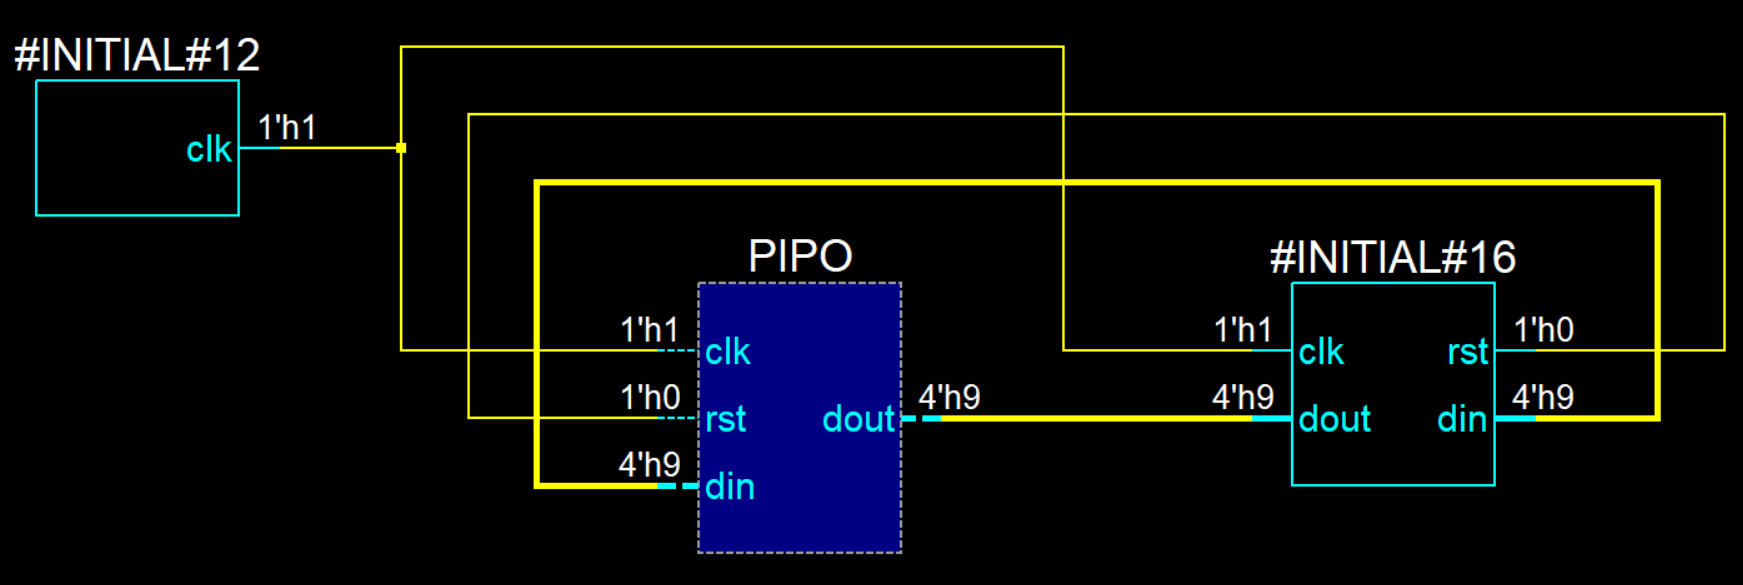 #INITIAL#12
1'h1
clk
PIPO
#INITIAL#16
1'h1
clk
1'h0
rst
4'h9
din
dout
4'h9
1'h1
clk
4'h9
dout
rst
1'h0
din
4'h9